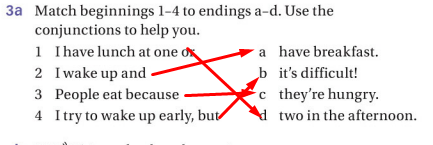 3a Match beginnings 1–4 to endings a–d. Use the
conjunctions to help you.
1 I have lunch at one or
a have breakfast.
2 I wake up and
b it's difficult!
3 People eat because
c they're hungry.
4 I try to wake up early, but
d two in the afternoon.